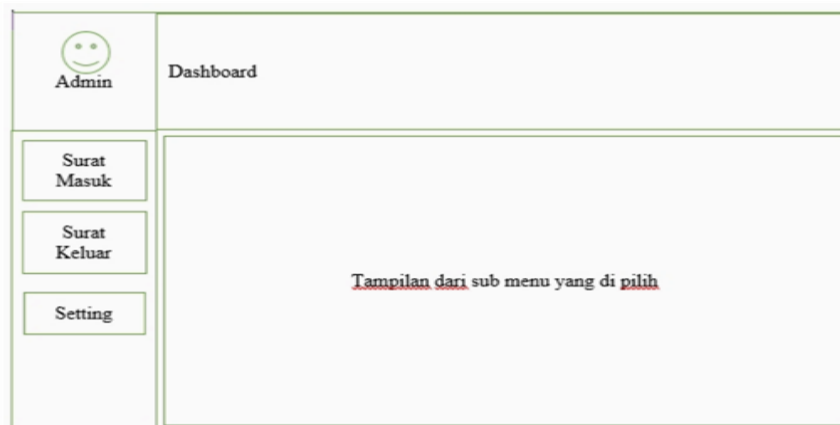 Admin
Dashboard
Surat
Masuk
Surat
Keluar
Setting
Tampilan dari sub menu yang di pilih